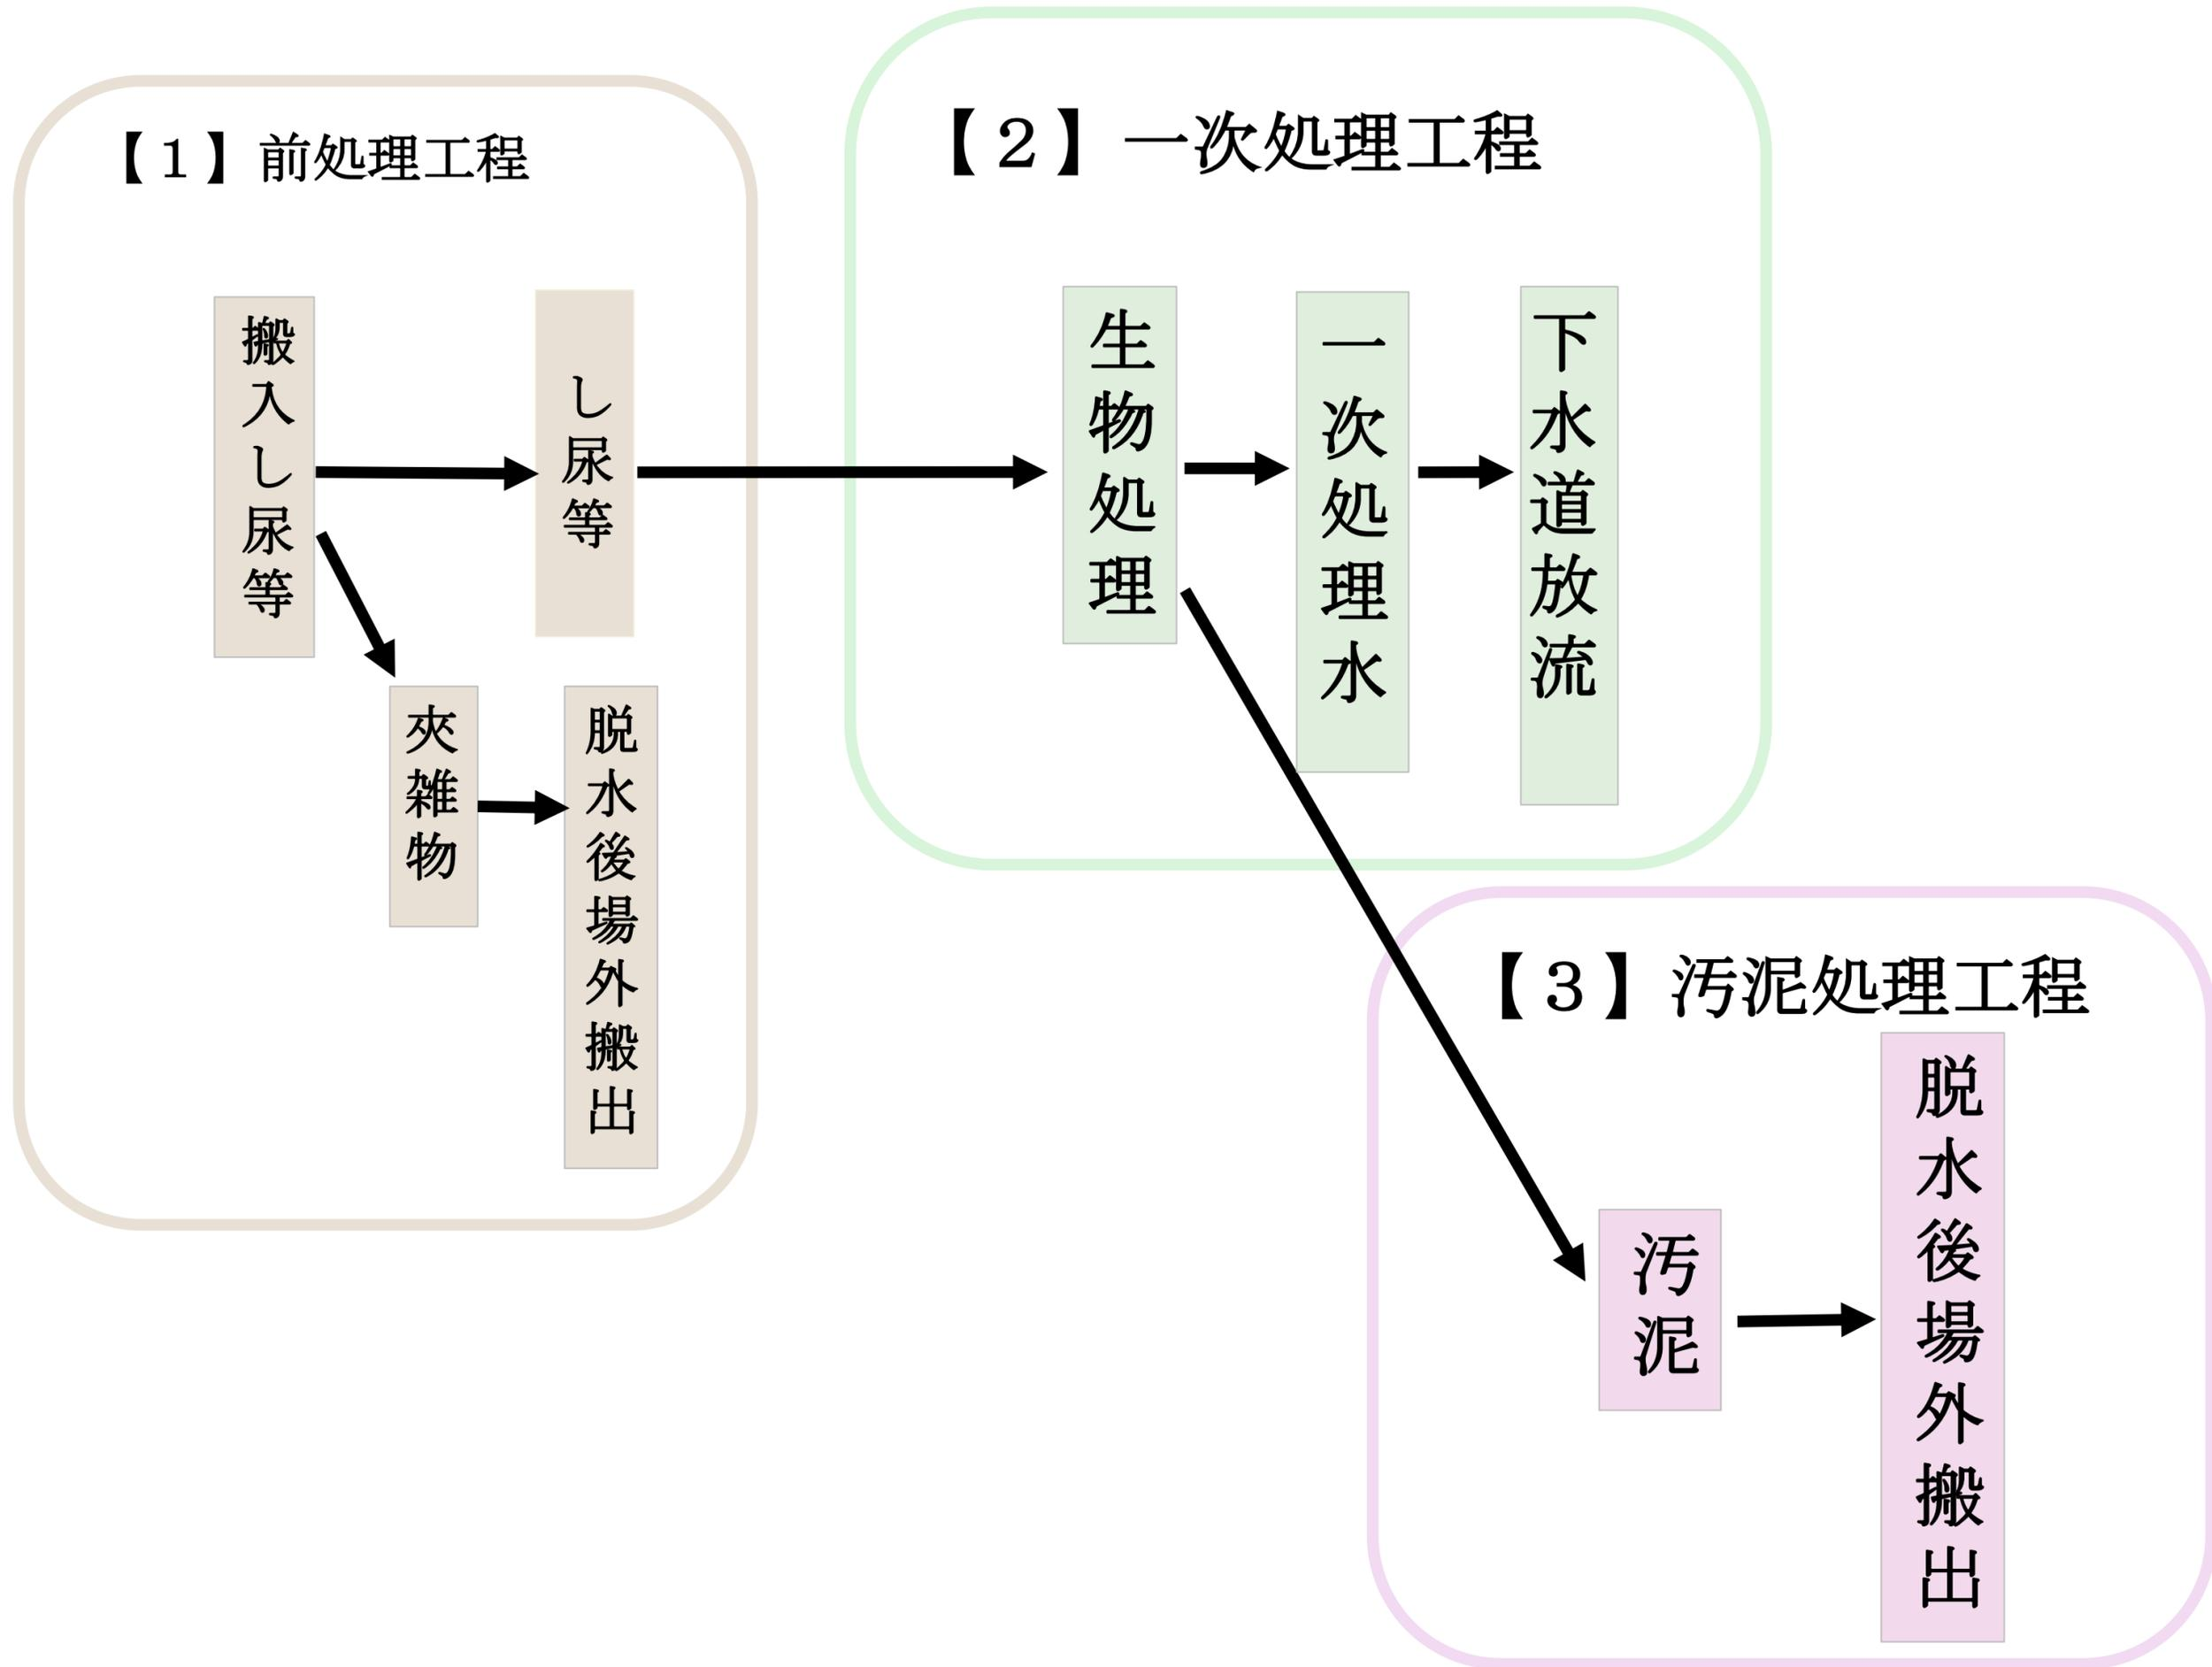 【１】前処理工程
搬入し尿等
し尿等
夾雑物
脱水後場外搬出
【２】一次処理工程
生物処理
一次処理水
下水道放流
【３】汚泥処理工程
汚泥
脱水後場外搬出